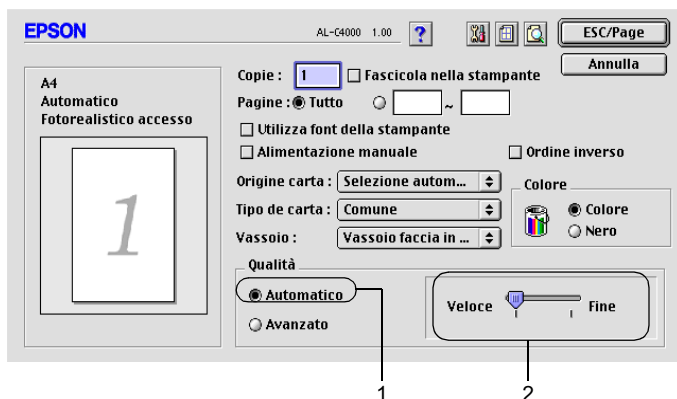 EPSON
AL-C4000 1.00
?
ESC/Page
Annulla
A4
Automatico
Fotorealistico accesso
1
Copie : 1
Fascicola nella stampante
Pagine : Tutto ~
Utilizza font della stampante
Alimentazione manuale
Ordine inverso
Origine carta : Selezione autom...
Tipo de carta : Comune
Vassoio : Vassoio faccia in ...
Colore
Colore
Nero
Qualità
Automatico
Avanzato
Veloce
Fine
1
2